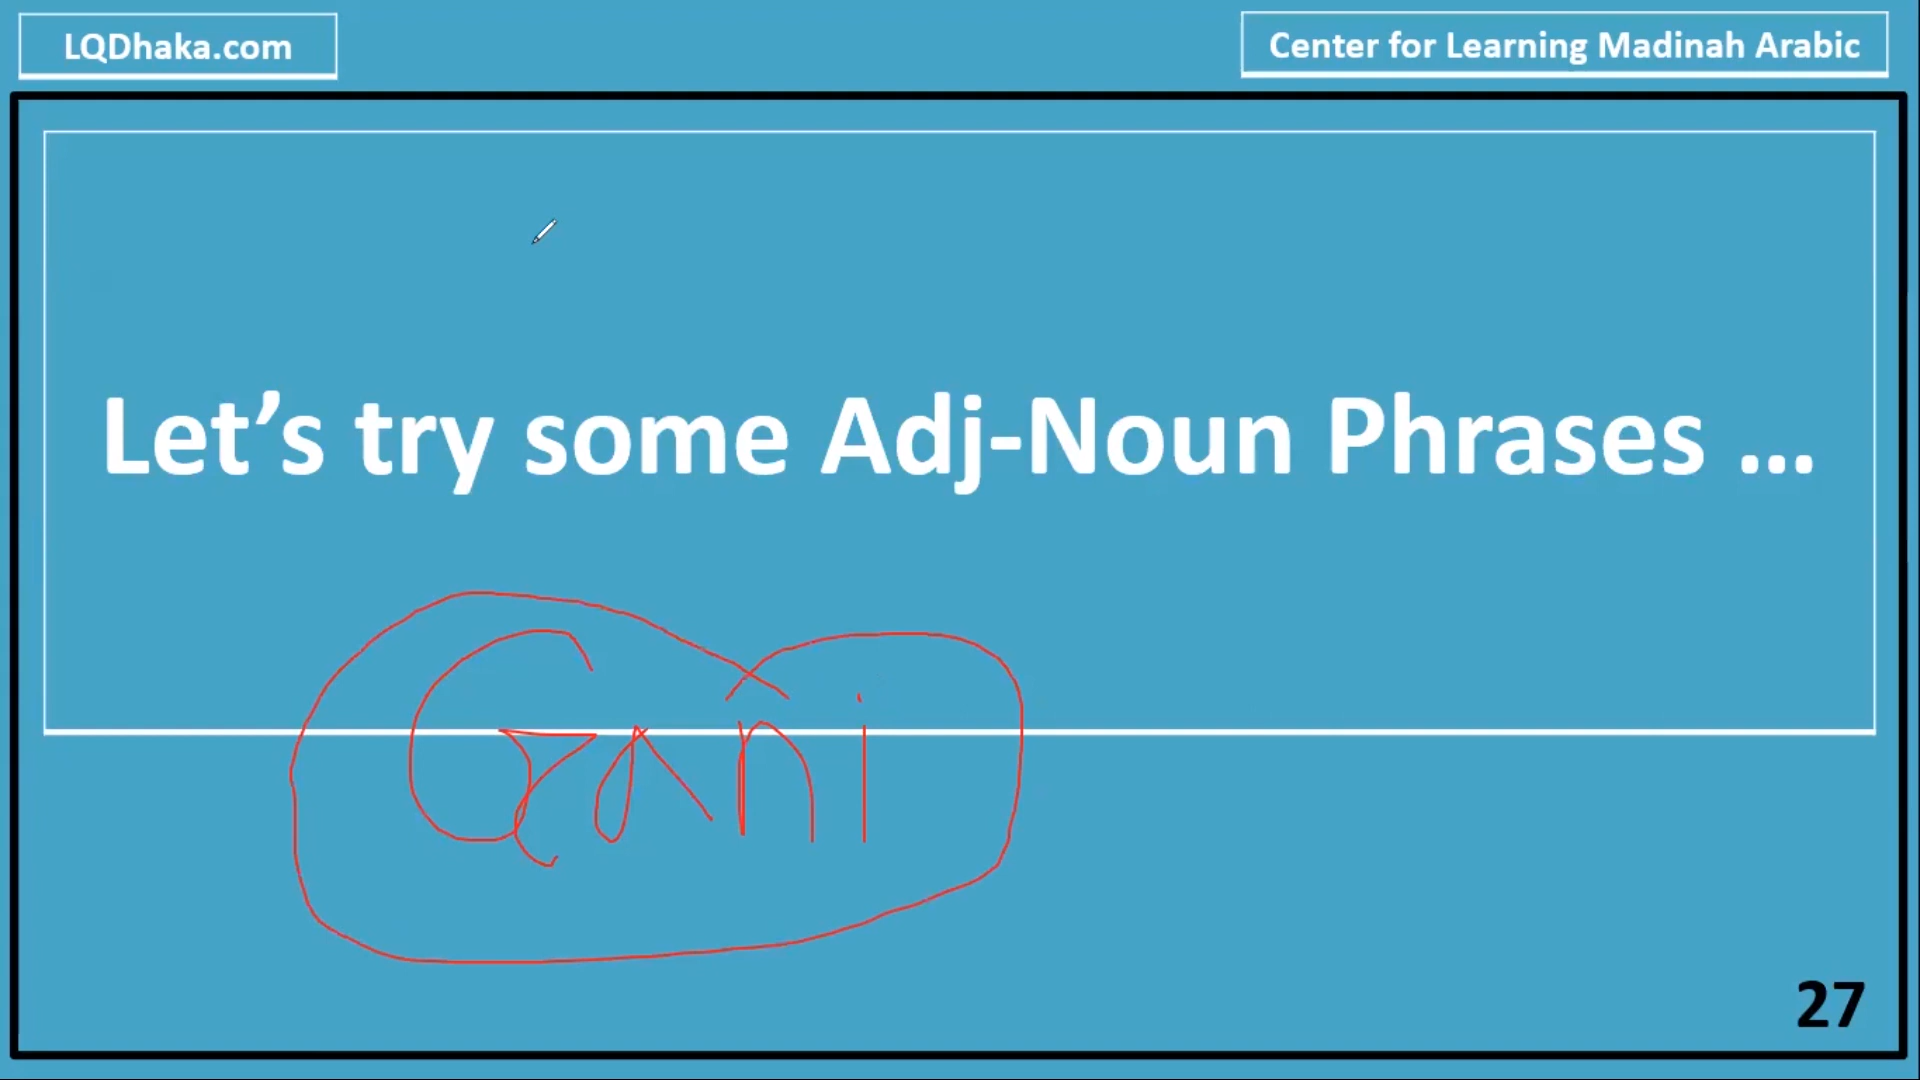 LQDhaka.com
Center for Learning Madinah Arabic
Let’s try some Adj-Noun Phrases ...
Gani
27